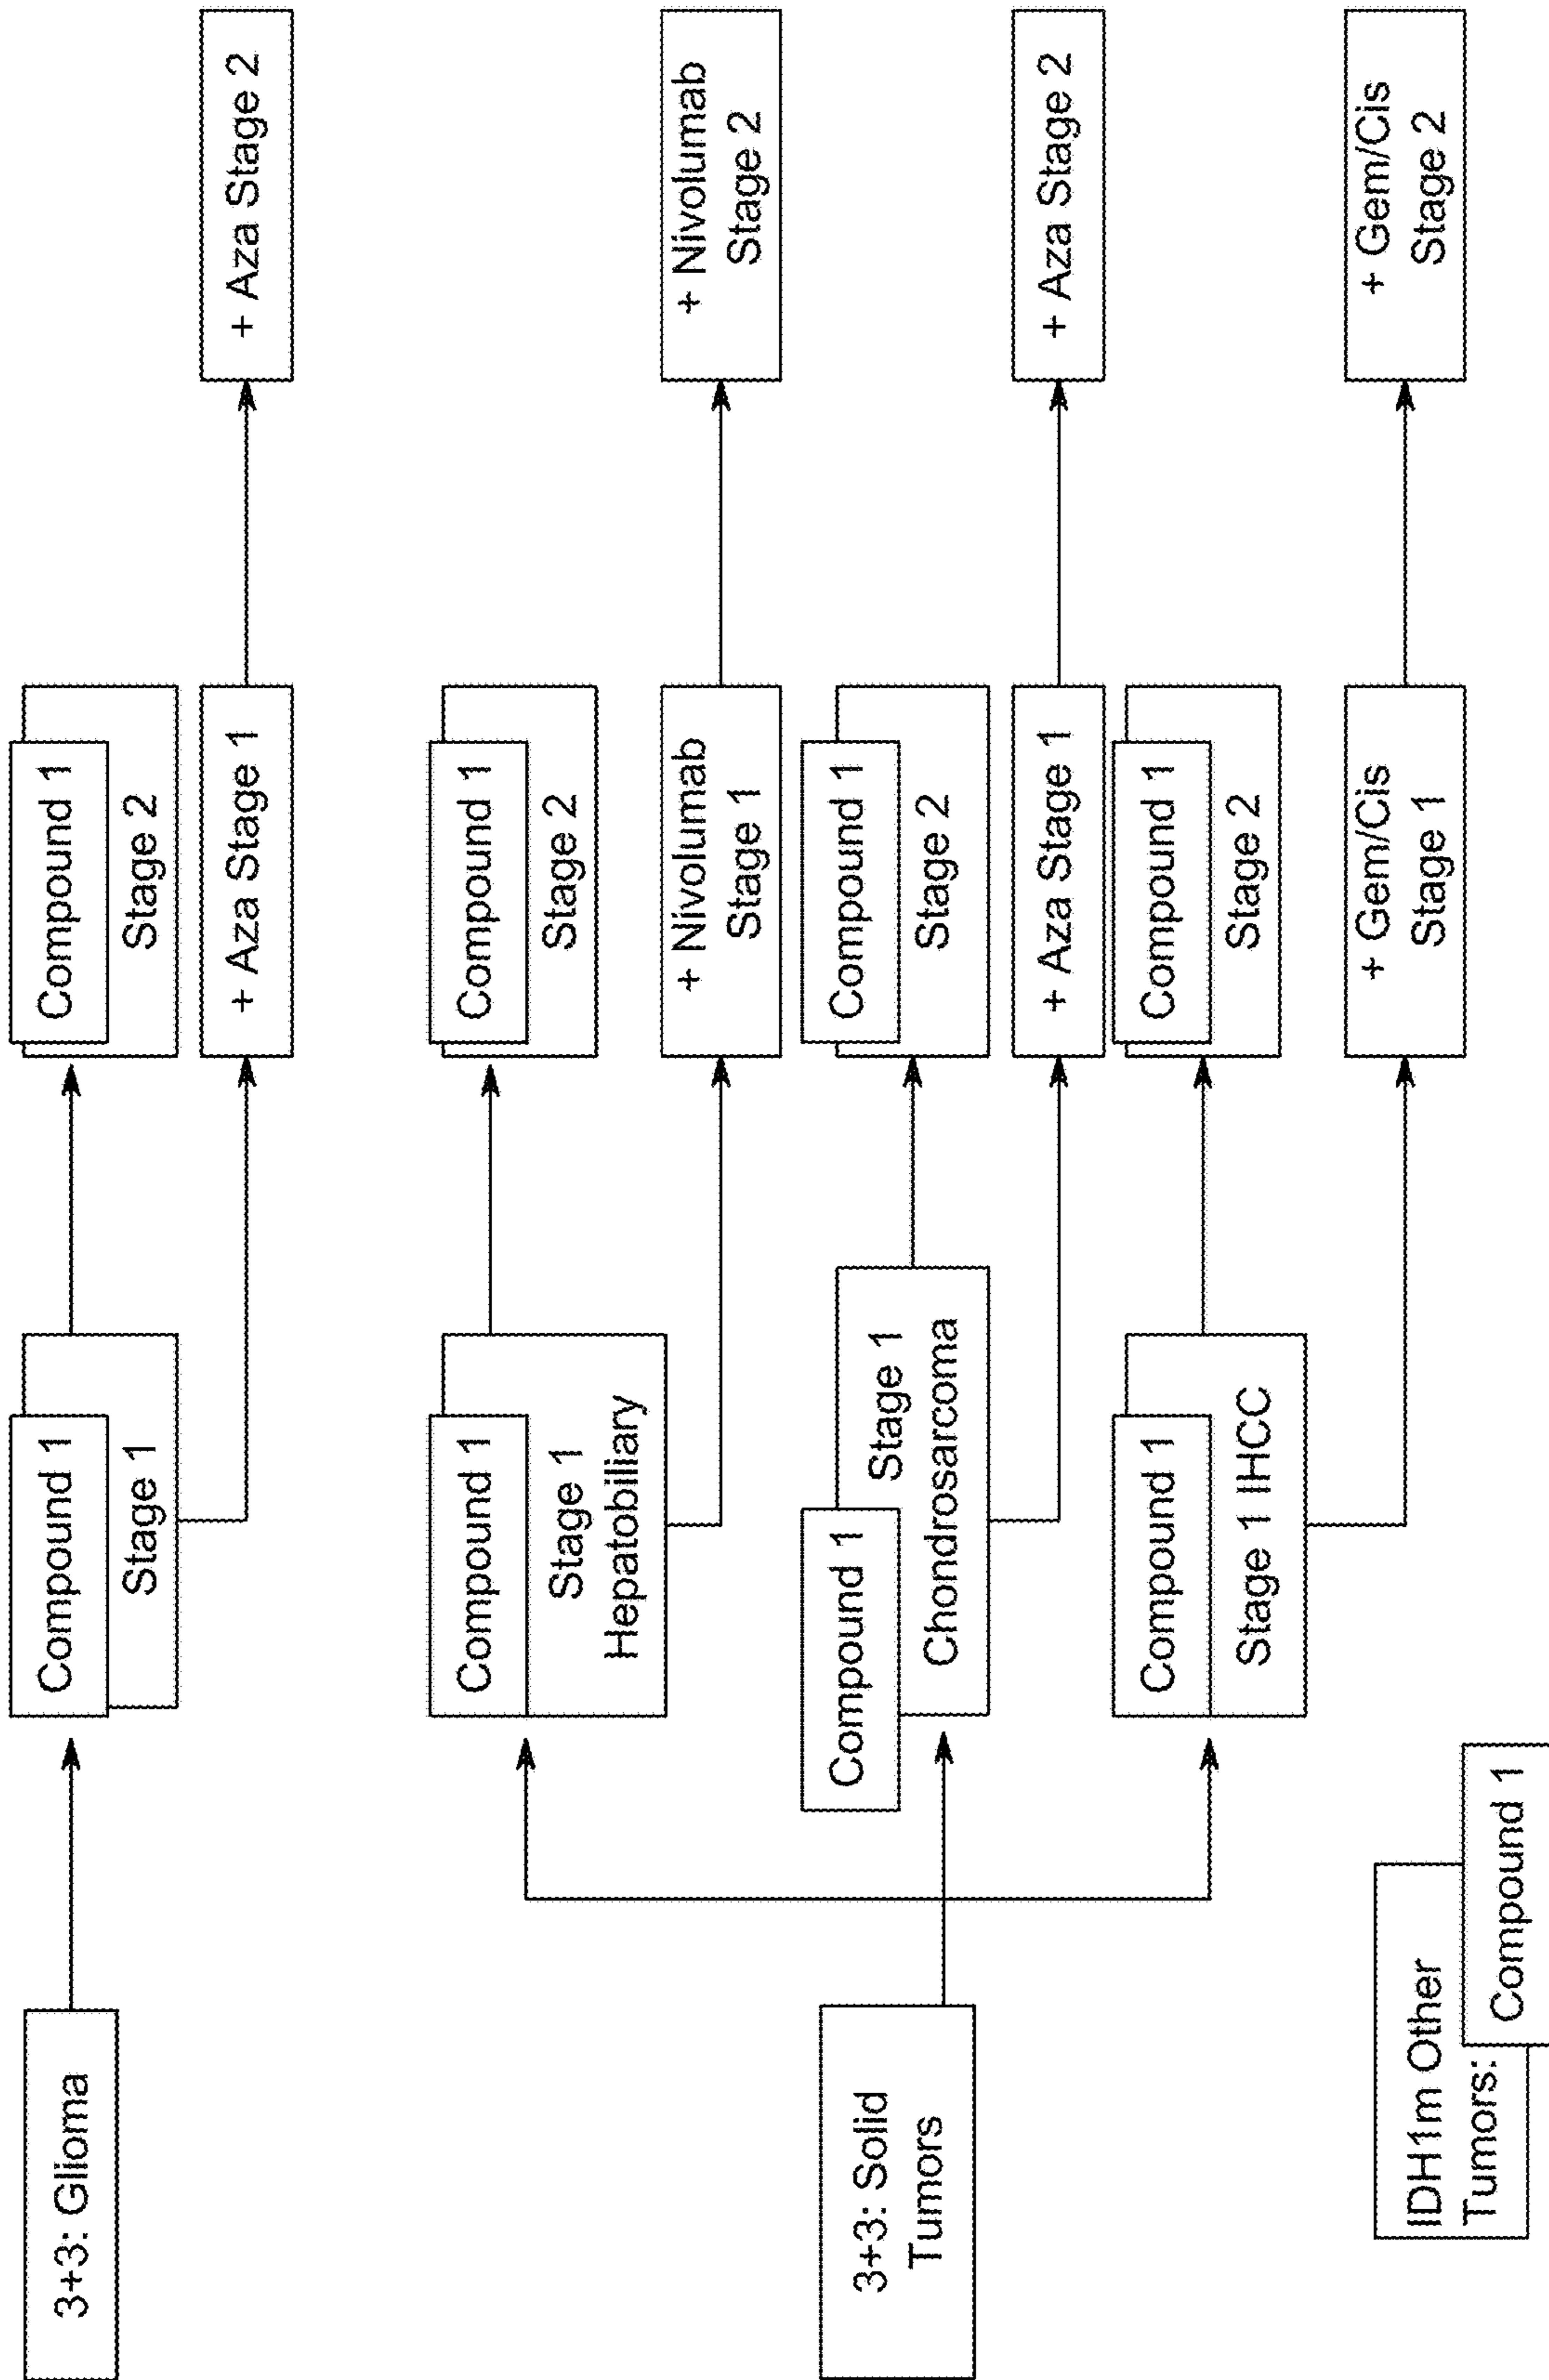 3+3: Glioma
Compound 1
Stage 1
Compound 1
Stage 2
+ Aza Stage 1
+ Aza Stage 2
3+3: Solid
Tumors
Compound 1
Stage 1
Hepatobiliary
Compound 1
Stage 2
+ Nivolumab
Stage 1
+ Nivolumab
Stage 2
Compound 1
Stage 1
Chondrosarcoma
Compound 1
Stage 2
+ Aza Stage 1
+ Aza Stage 2
Compound 1
Stage 1 IHCC
Compound 1
Stage 2
+ Gem/Cis
Stage 1
+ Gem/Cis
Stage 2
IDH1m Other
Tumors:
Compound 1